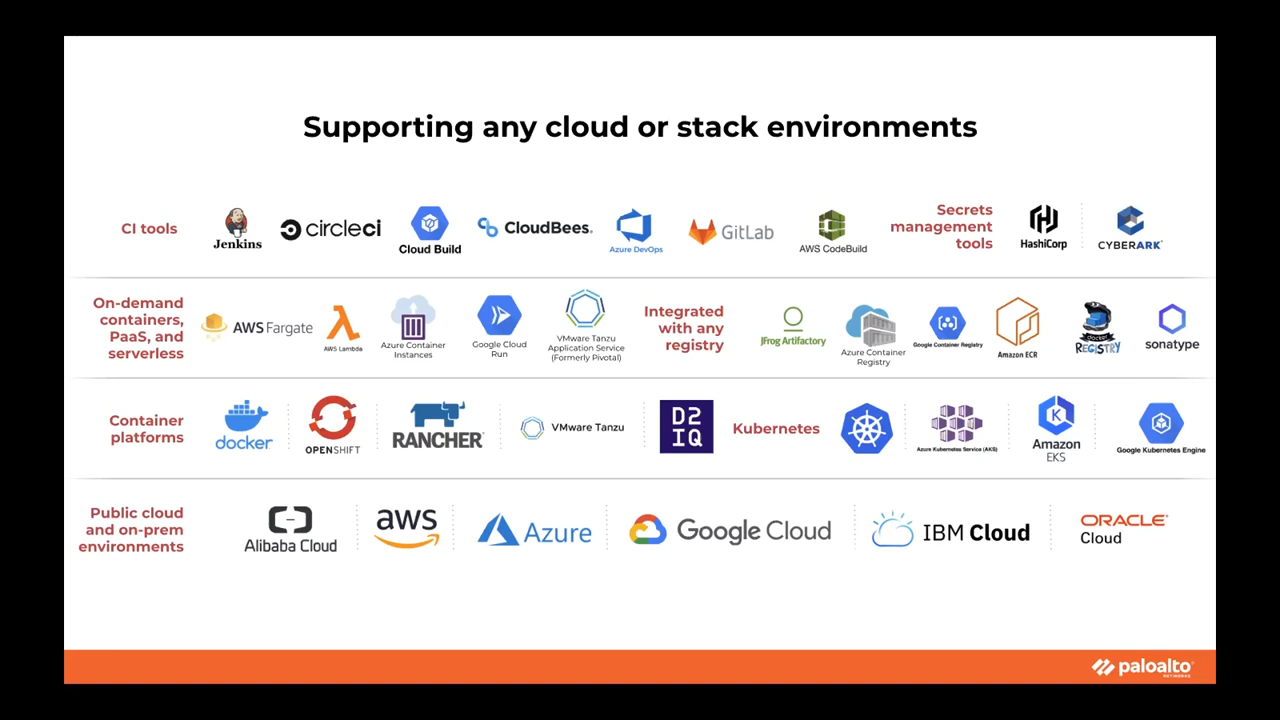 Supporting any cloud or stack environments
CI tools
Jenkins
circleci
Cloud Build
CloudBees.
Azure DevOps
GitLab
AWS CodeBuild
Secrets
management
tools
HashiCorp
CYBERARK
On-demand
containers,
PaaS, and
serverless
AWS Fargate
AWS Lambda
Azure Container
Instances
Google Cloud
Run
VMware Tanzu
Application Service
(Formerly Pivotal)
Integrated
with any
registry
JFrog Artifactory
Azure Container
Registry
Google Container Registry
Amazon ECR
docker
REGISTRY
sonatype
Container
platforms
docker
OPENSHIFT
RANCHER
VMware Tanzu
D2
IQ
Kubernetes
Azure Kubernetes Service (AKS)
Amazon
EKS
Google Kubernetes Engine
Public cloud
and on-prem
environments
Alibaba Cloud
aws
Azure
Google Cloud
IBM Cloud
ORACLE
Cloud
paloalto
NETWORKS